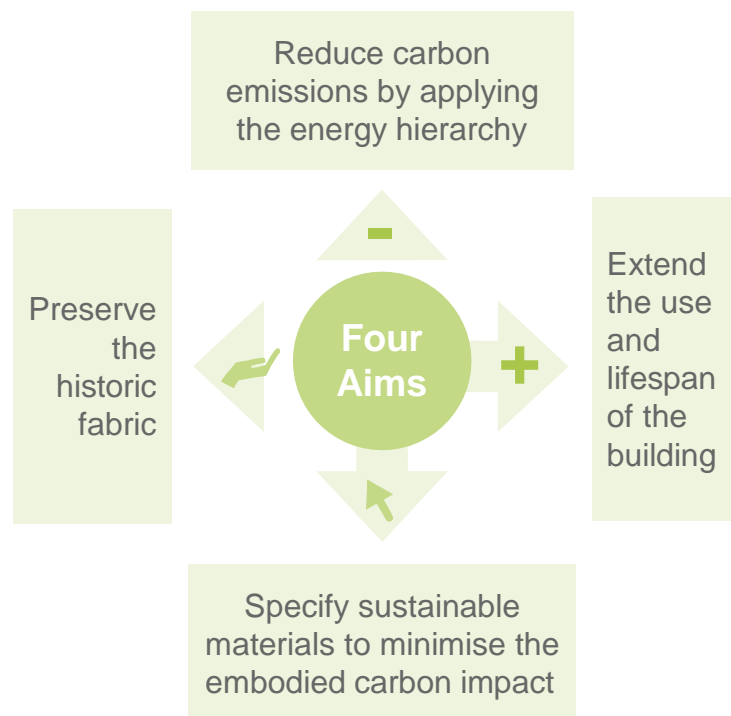 Reduce carbon
emissions by applying
the energy hierarchy
Preserve
the
historic
fabric
Four
Aims
Extend
the use
and
lifespan
of the
building
Specify sustainable
materials to minimise the
embodied carbon impact